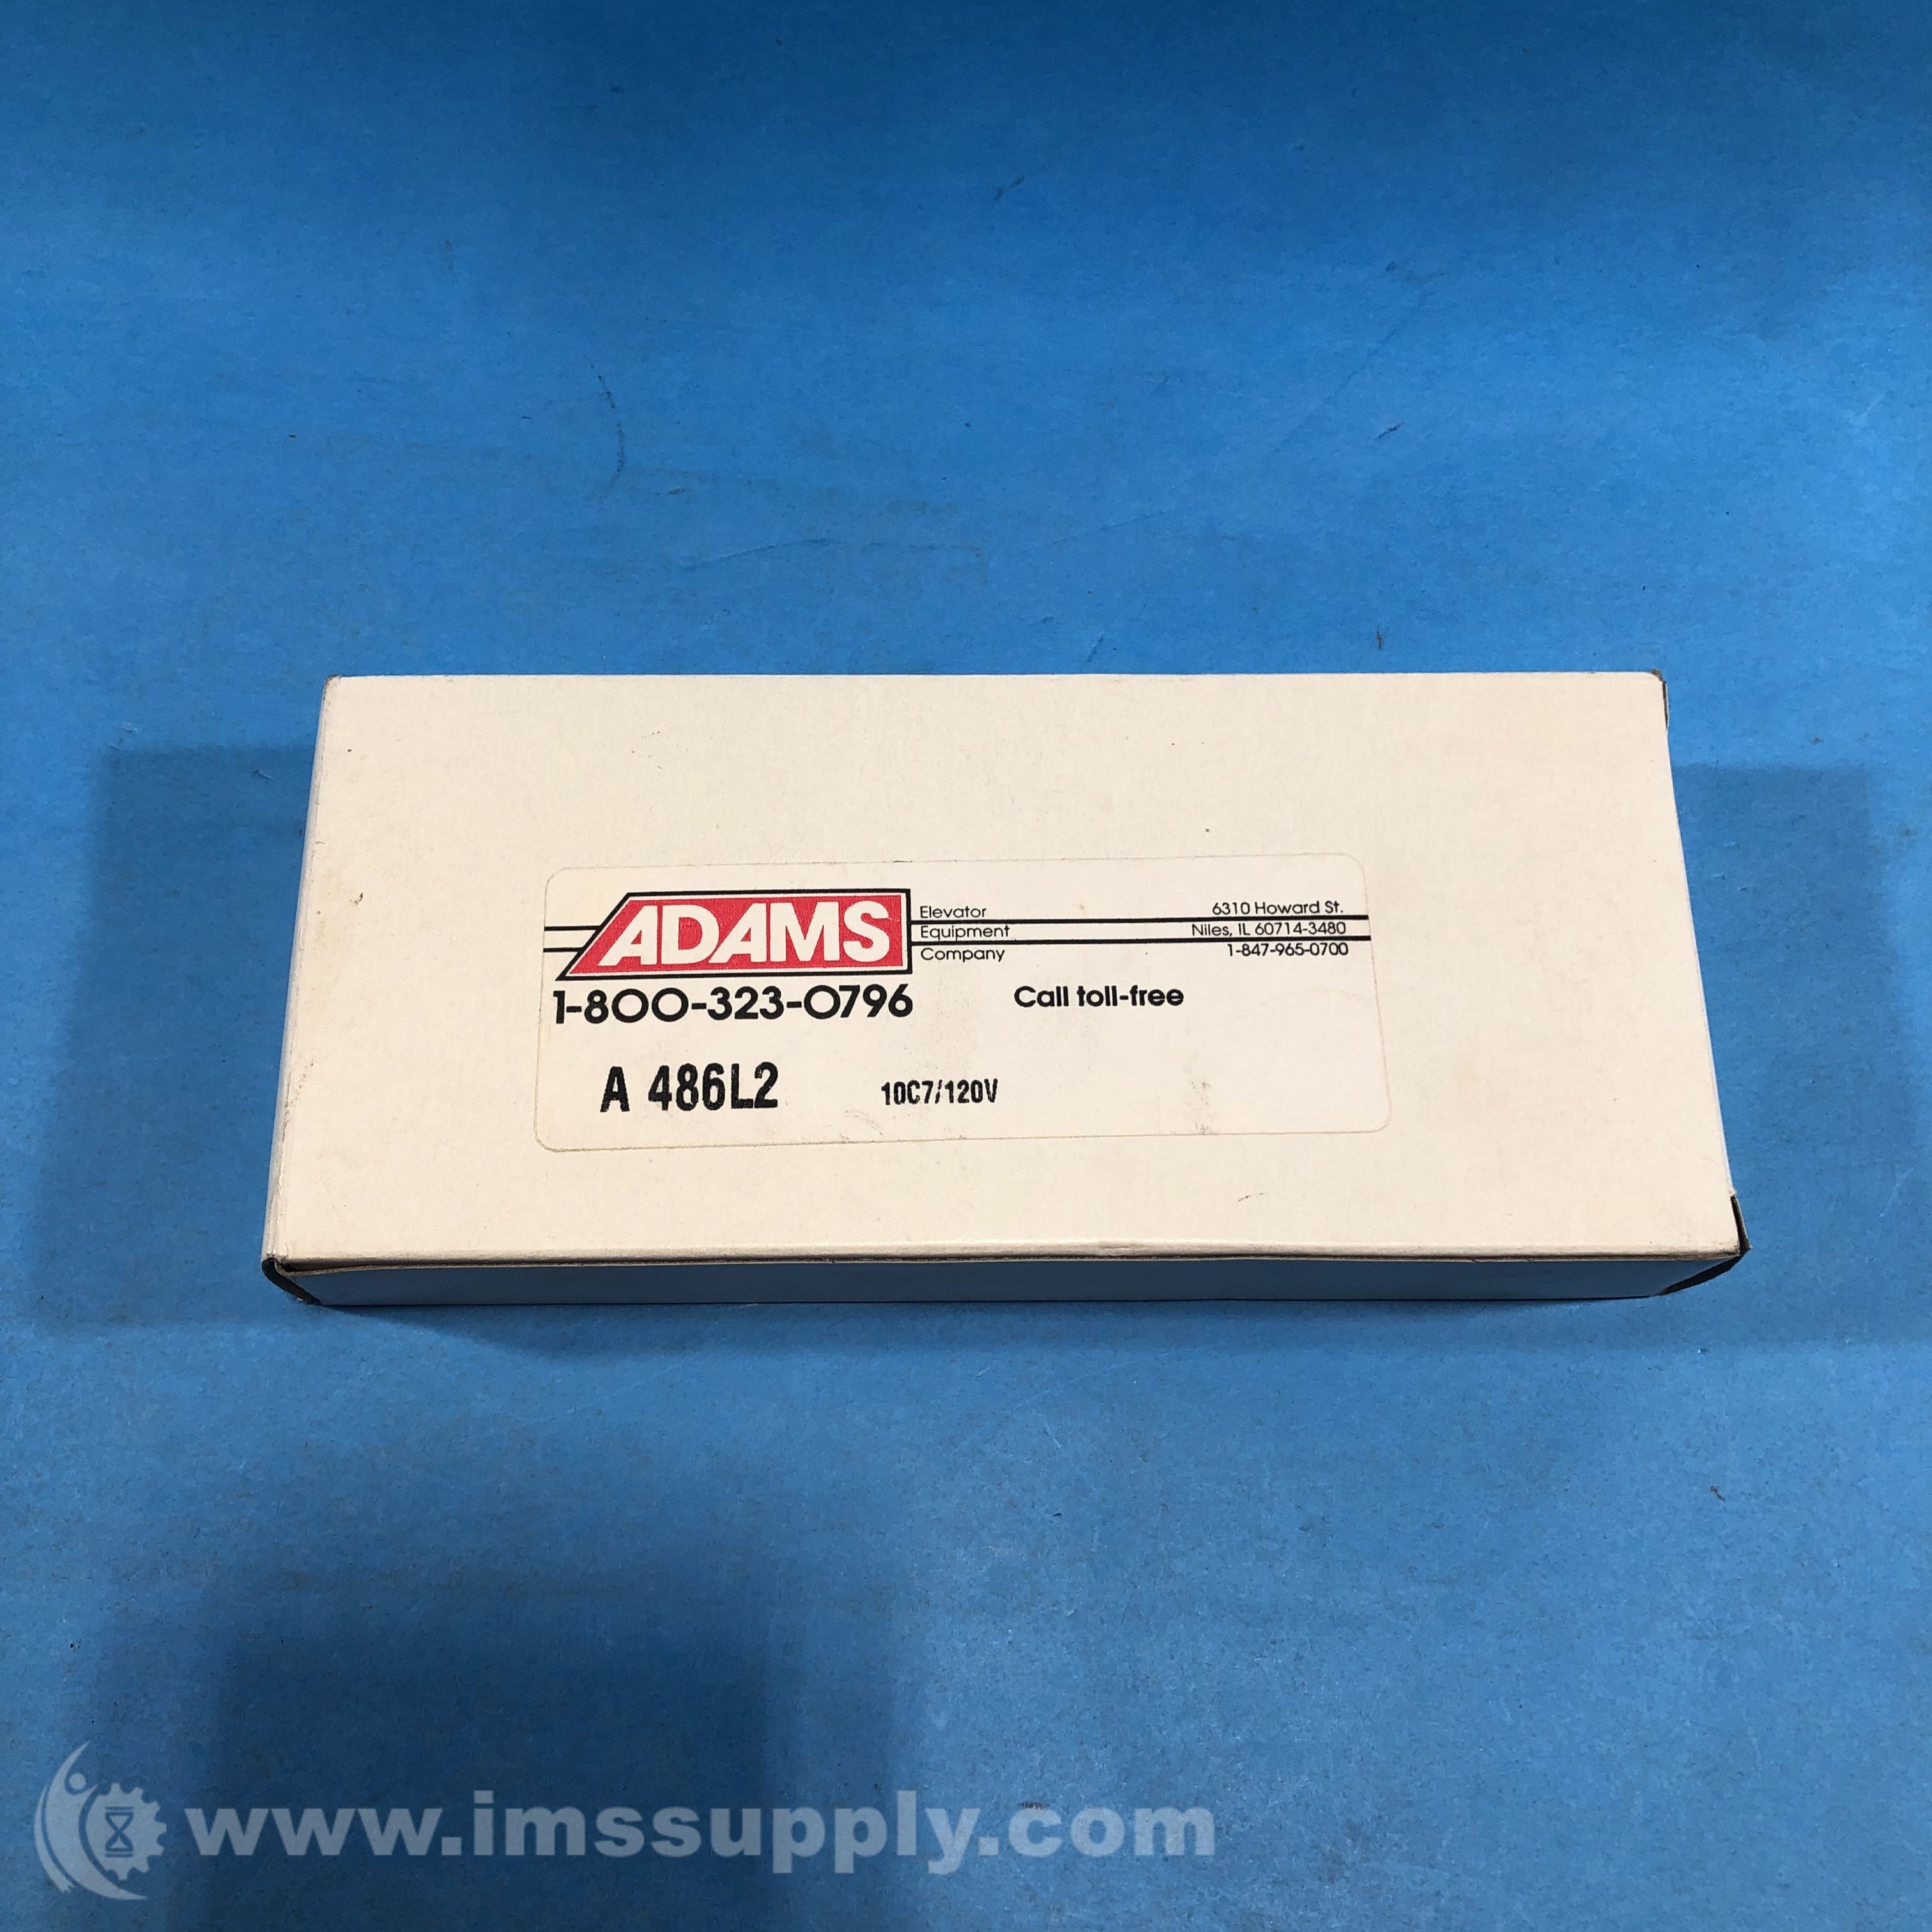 ADAMS
Elevator
Equipment
Company
6310 Howard St.
Niles, IL 60714-3480
1-847-965-0700
1-800-323-0796
Call toll-free
A 486L2
10C7/120V
www.imssupply.com